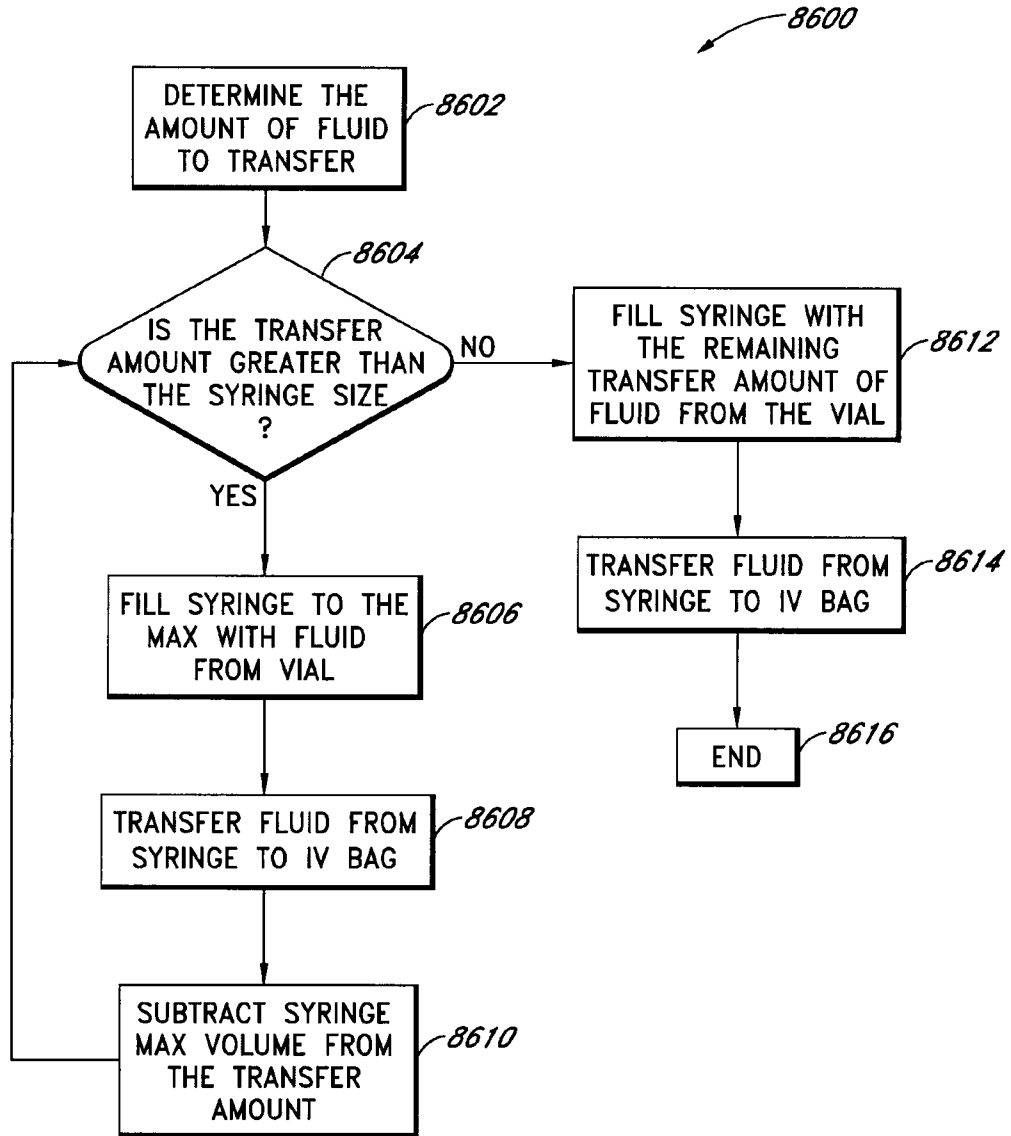 8600
DETERMINE THE
AMOUNT OF FLUID
TO TRANSFER
8602
8604
IS THE TRANSFER
AMOUNT GREATER THAN
THE SYRINGE SIZE
?
NO
YES
FILL SYRINGE WITH
THE REMAINING
TRANSFER AMOUNT OF
FLUID FROM THE VIAL
8612
TRANSFER FLUID FROM
SYRINGE TO IV BAG
8614
END
8616
FILL SYRINGE TO THE
MAX WITH FLUID
FROM VIAL
8606
TRANSFER FLUID FROM
SYRINGE TO IV BAG
8608
SUBTRACT SYRINGE
MAX VOLUME FROM
THE TRANSFER
AMOUNT
8610